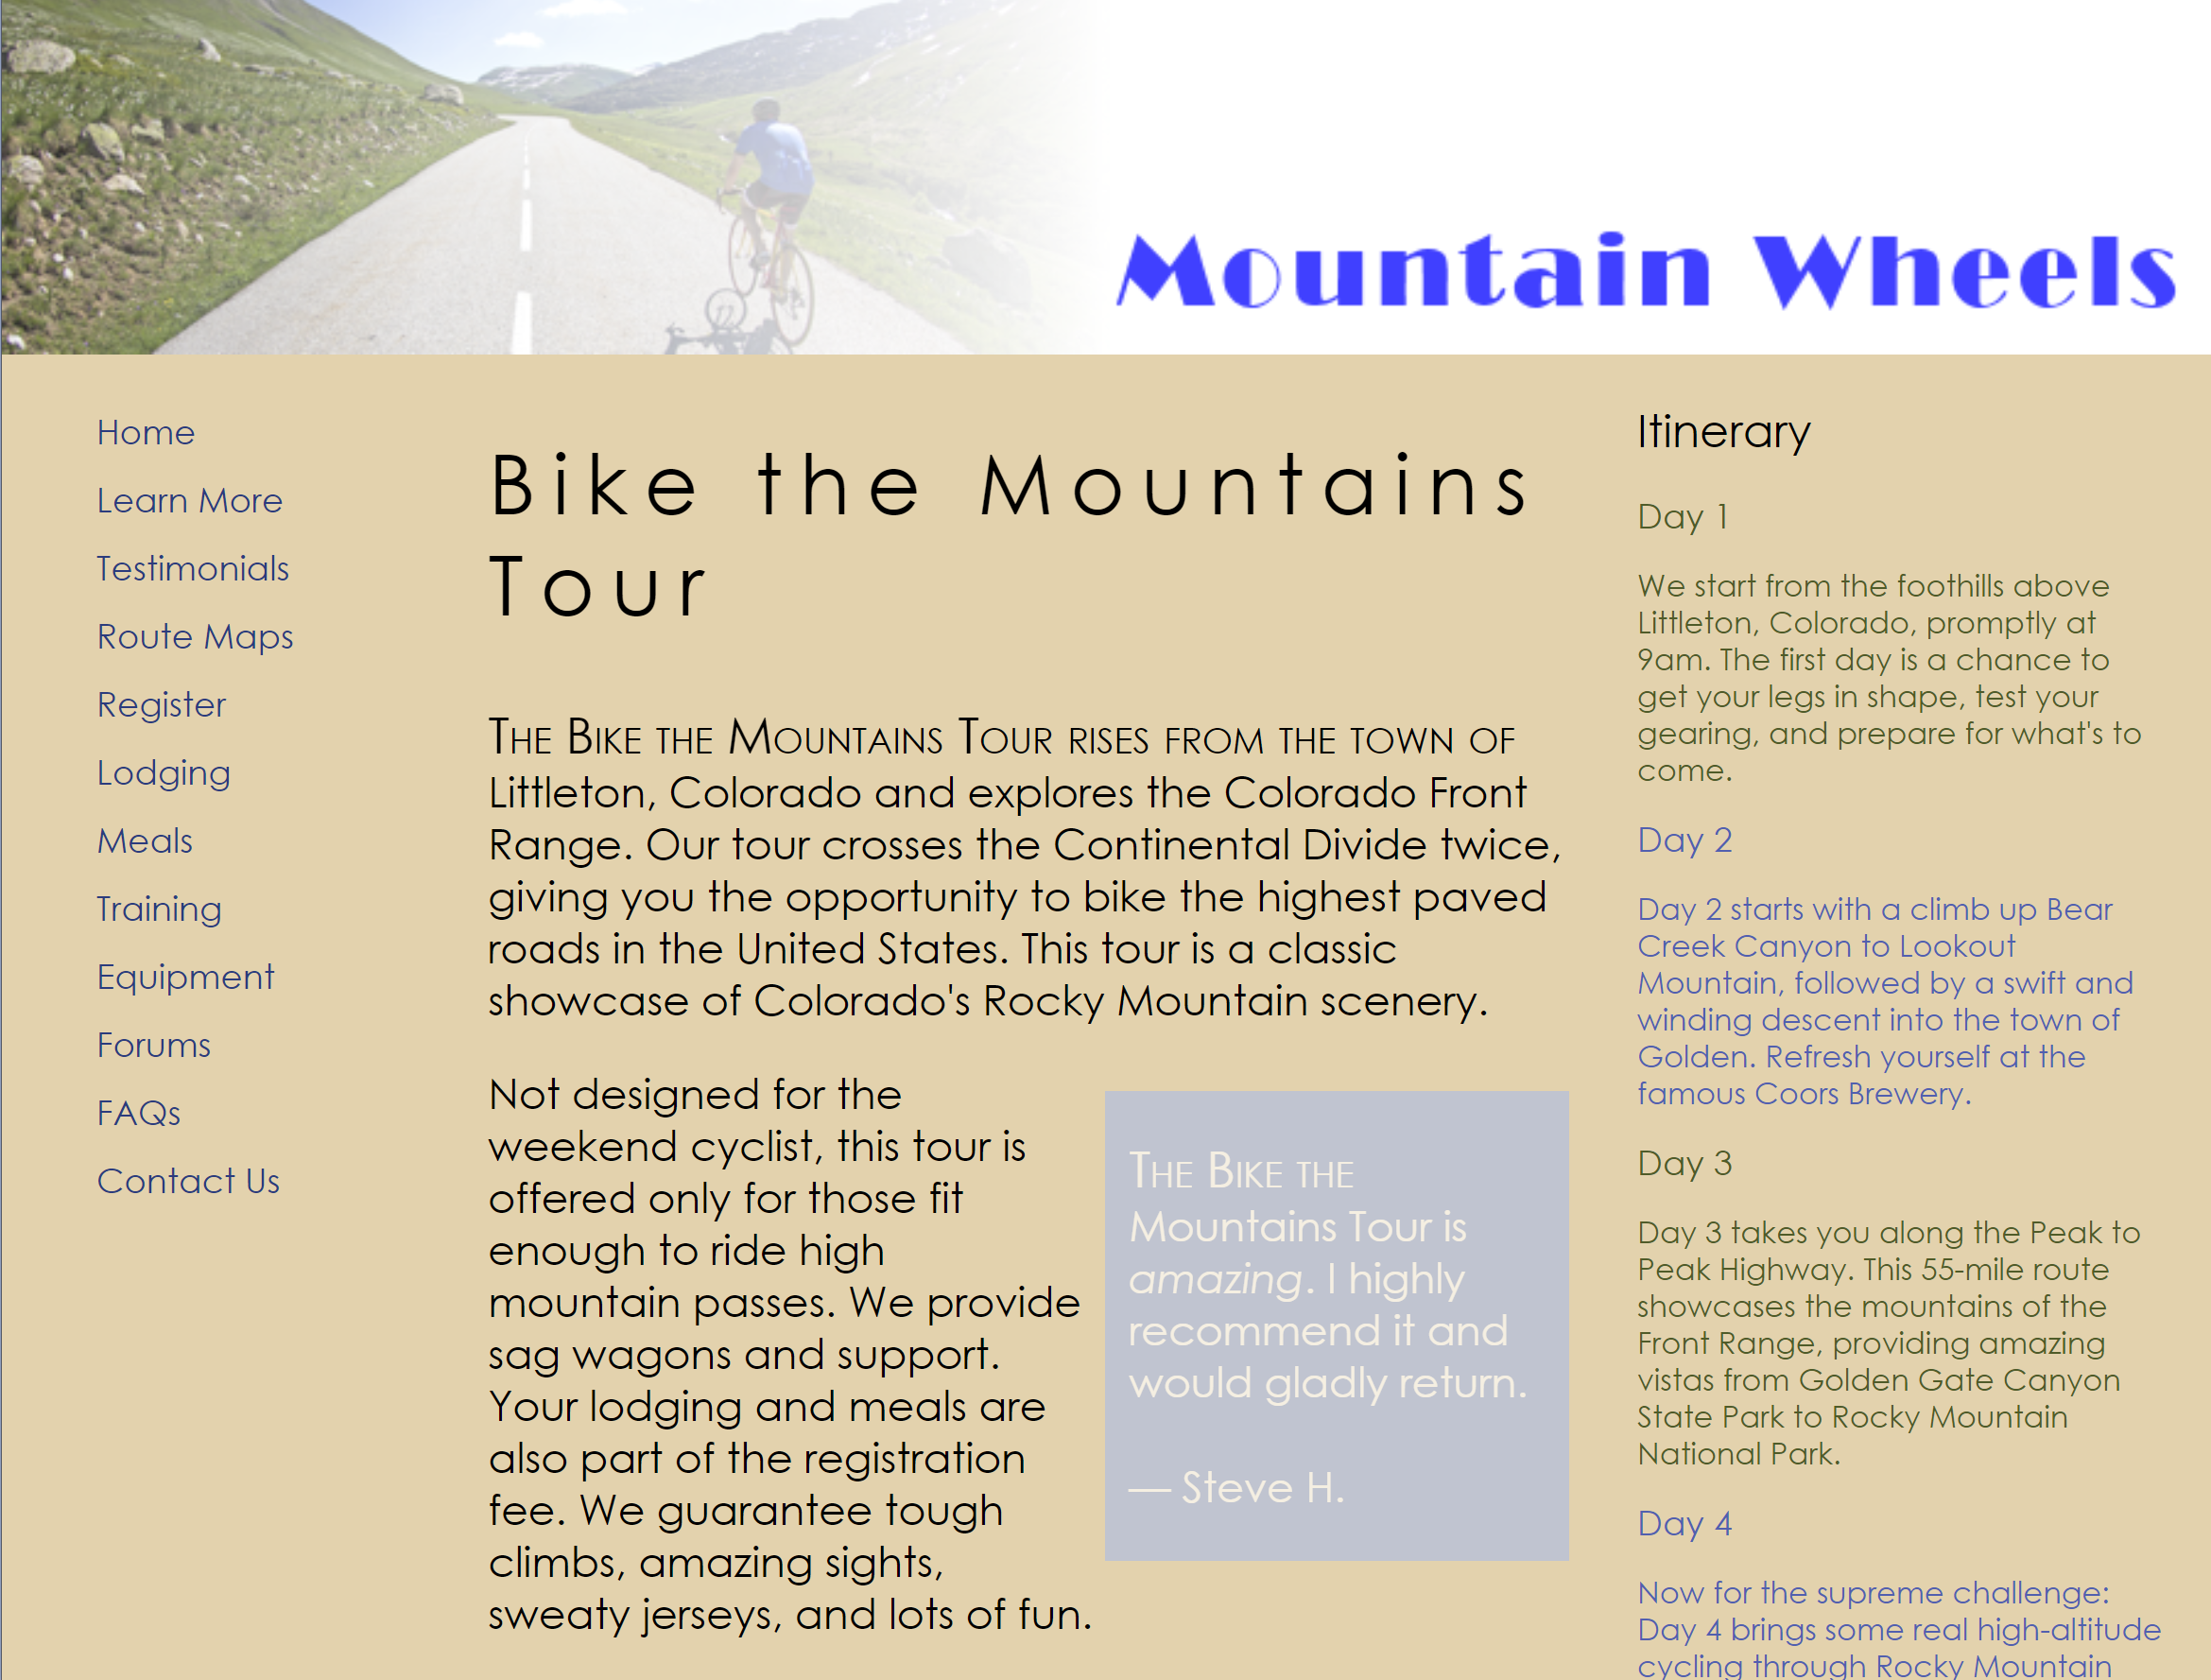 Mountain Wheels
Home
Learn More
Testimonials
Route Maps
Register
Lodging
Meals
Training
Equipment
Forums
FAQs
Contact Us
Bike the Mountains
Tour
The Bike the Mountains Tour rises from the town of
Littleton, Colorado and explores the Colorado Front
Range. Our tour crosses the Continental Divide twice,
giving you the opportunity to bike the highest paved
roads in the United States. This tour is a classic
showcase of Colorado's Rocky Mountain scenery.
Not designed for the
weekend cyclist, this tour is
offered only for those fit
enough to ride high
mountain passes. We provide
sag wagons and support.
Your lodging and meals are
also part of the registration
fee. We guarantee tough
climbs, amazing sights,
sweaty jerseys, and lots of fun.
The Bike the
Mountains Tour is
amazing. I highly
recommend it and
would gladly return.
— Steve H.
Itinerary
Day 1
We start from the foothills above
Littleton, Colorado, promptly at
9am. The first day is a chance to
get your legs in shape, test your
gearing, and prepare for what's to
come.
Day 2
Day 2 starts with a climb up Bear
Creek Canyon to Lookout
Mountain, followed by a swift and
winding descent into the town of
Golden. Refresh yourself at the
famous Coors Brewery.
Day 3
Day 3 takes you along the Peak to
Peak Highway. This 55-mile route
showcases the mountains of the
Front Range, providing amazing
vistas from Golden Gate Canyon
State Park to Rocky Mountain
National Park.
Day 4
Now for the supreme challenge:
Day 4 brings some real high-altitude
cycling through Rocky Mountain